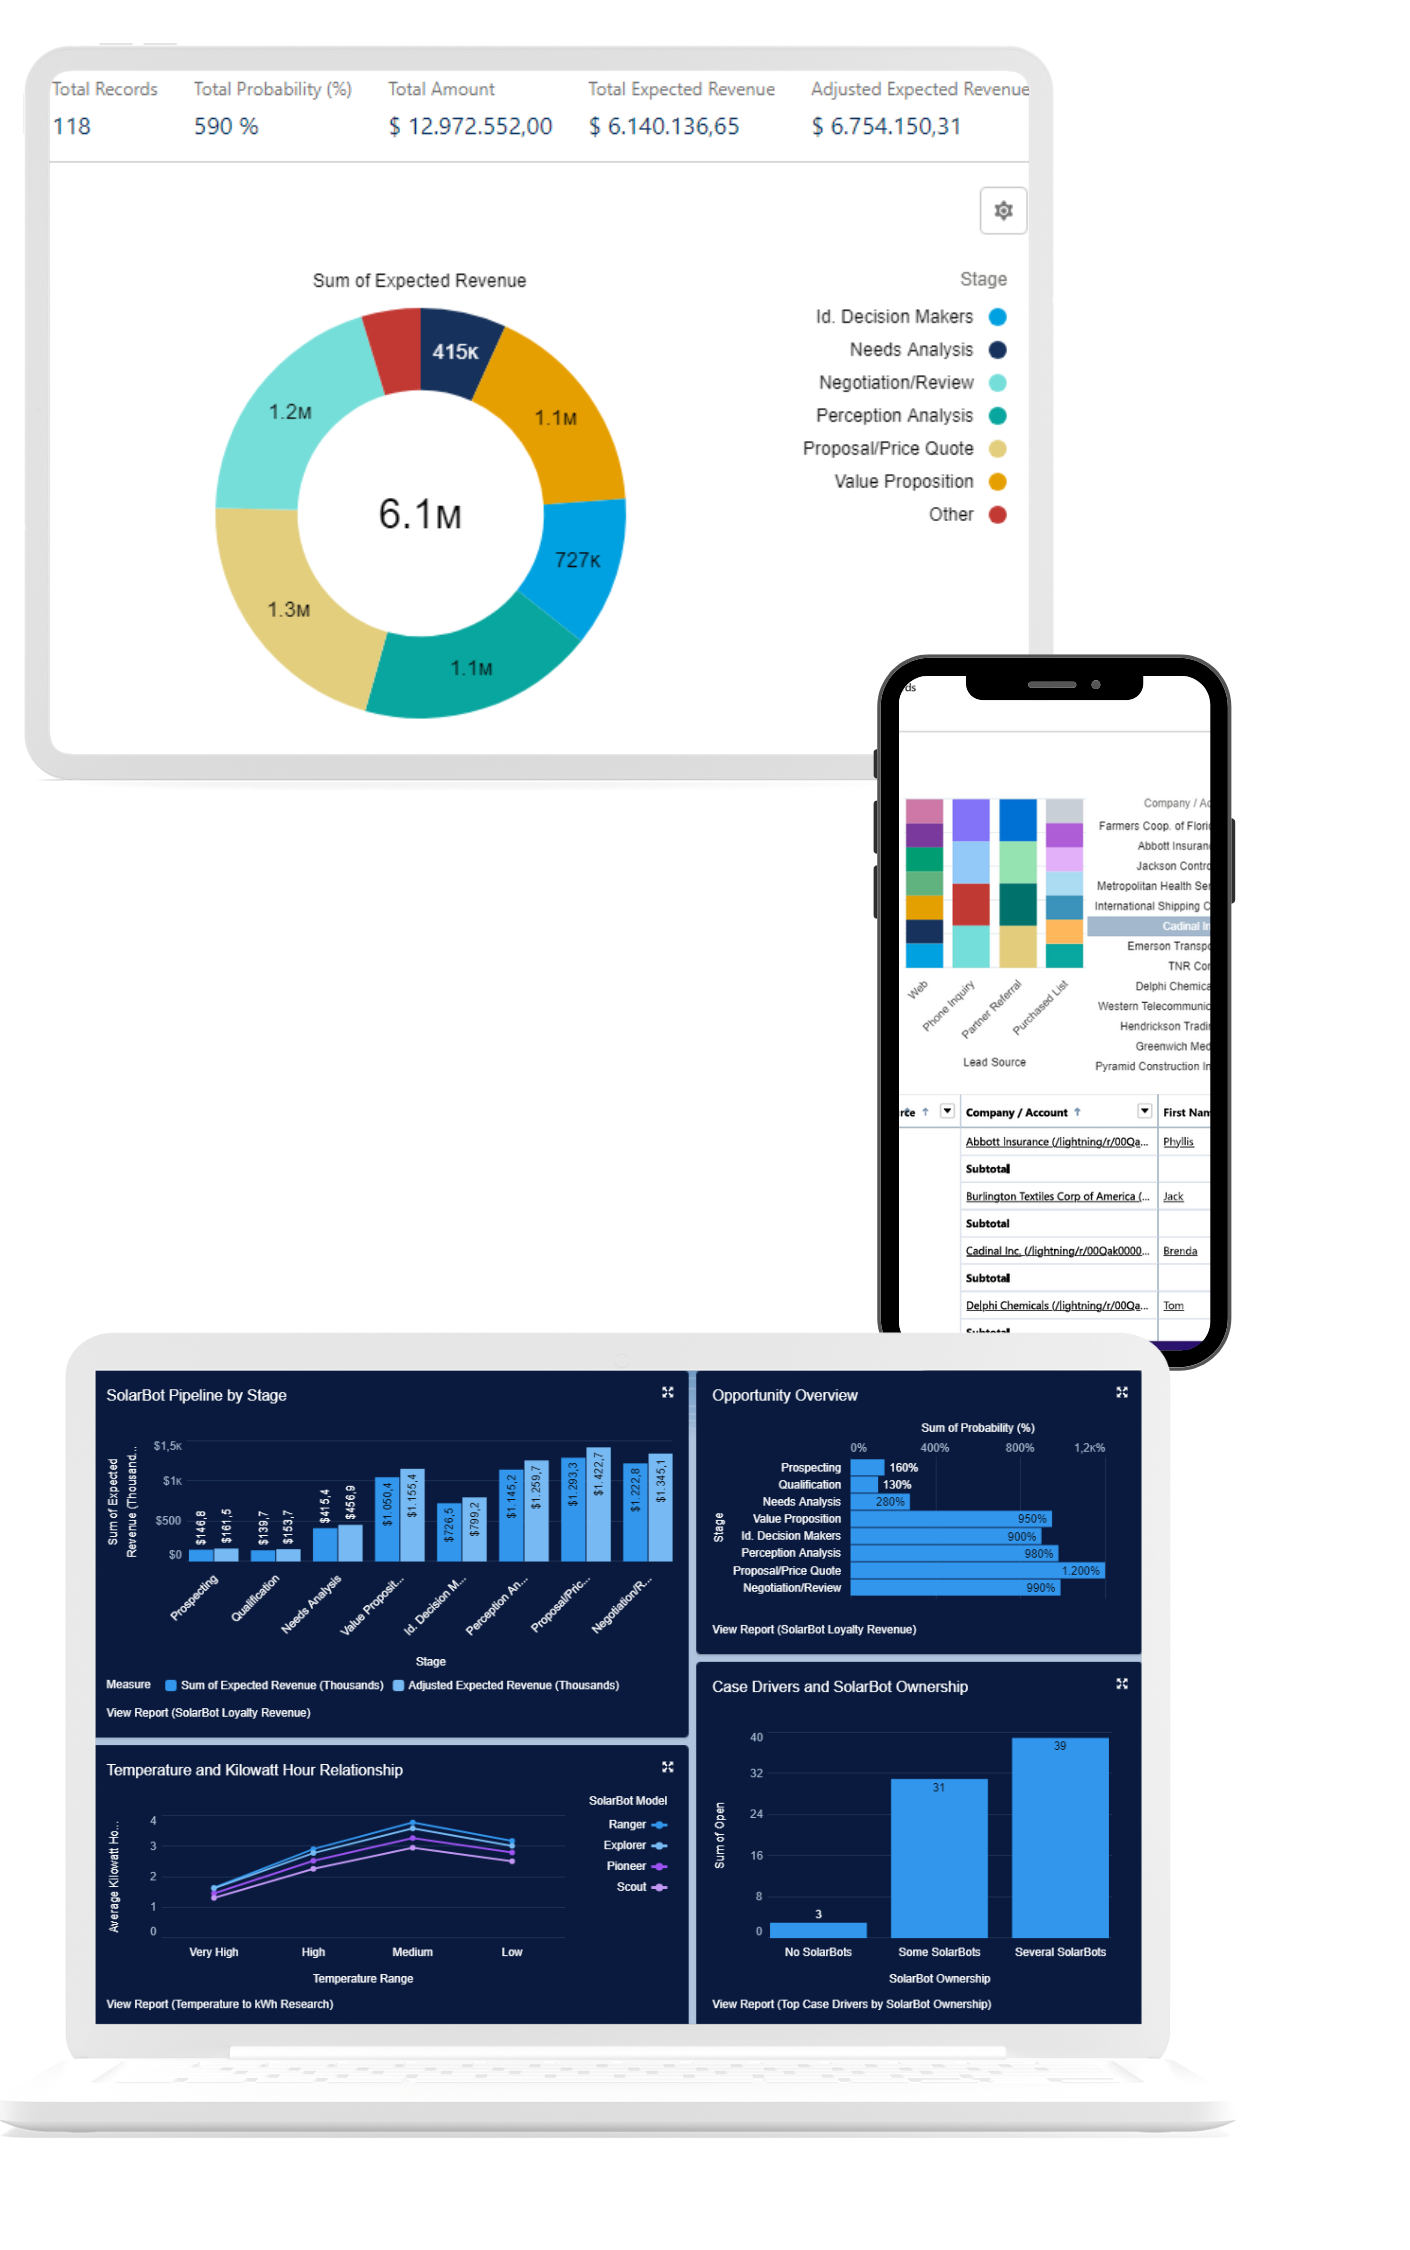 Total Records
Total Probability (%)
Total Amount
Total Expected Revenue
Adjusted Expected Revenue
118
590 %
$ 12.972.552,00
$ 6.140.136,65
$ 6.754.150,31
Sum of Expected Revenue
415K
1.1M
727K
1.1M
1.3M
1.2M
6.1M
Stage
Id. Decision Makers
Needs Analysis
Negotiation/Review
Perception Analysis
Proposal/Price Quote
Value Proposition
Other
ds
Company / Ac
Farmers Coop. of Flori
Abbott Insuran
Jackson Contro
Metropolitan Health Ser
International Shipping C
Cadinal In
Emerson Transpo
TNR Cor
Delphi Chemica
Western Telecommunic
Hendrickson Tradi
Greenwich Med
Pyramid Construction In
Web
Phone Inquiry
Partner Referral
Purchased List
Lead Source
rce ↑
Company / Account ↑
First Nam
Abbott Insurance (/lightning/r/00Qa...
Phyllis
Subtotal
Burlington Textiles Corp of America (...
Jack
Subtotal
Cadinal Inc. (/lightning/r/00Qak0000...
Brenda
Subtotal
Delphi Chemicals (/lightning/r/00Qa...
Tom
Subtotal
SolarBot Pipeline by Stage
Sum of Expected
Revenue (Thousand...
$1,5K
$1K
$500
$0
$146,8
$161,5
$139,7
$153,7
$415,4
$456,9
$1.050,4
$1.155,4
$726,5
$799,2
$1.145,2
$1.259,7
$1.293,3
$1.422,7
$1.222,8
$1.345,1
Prospecting
Qualification
Needs Analysis
Value Proposit...
Id. Decision M...
Perception An...
Proposal/Pric...
Negotiation/R...
Stage
Measure
Sum of Expected Revenue (Thousands)
Adjusted Expected Revenue (Thousands)
View Report (SolarBot Loyalty Revenue)
Opportunity Overview
Sum of Probability (%)
0%
400%
800%
1,2K%
Stage
Prospecting
160%
Qualification
130%
Needs Analysis
280%
Value Proposition
950%
Id. Decision Makers
900%
Perception Analysis
980%
Proposal/Price Quote
1.200%
Negotiation/Review
990%
View Report (SolarBot Loyalty Revenue)
Temperature and Kilowatt Hour Relationship
Average Kilowatt Ho...
4
3
2
1
0
Very High
High
Medium
Low
Temperature Range
SolarBot Model
Ranger
Explorer
Pioneer
Scout
View Report (Temperature to kWh Research)
Case Drivers and SolarBot Ownership
Sum of Open
40
32
24
16
8
0
3
31
39
No SolarBots
Some SolarBots
Several SolarBots
SolarBot Ownership
View Report (Top Case Drivers by SolarBot Ownership)